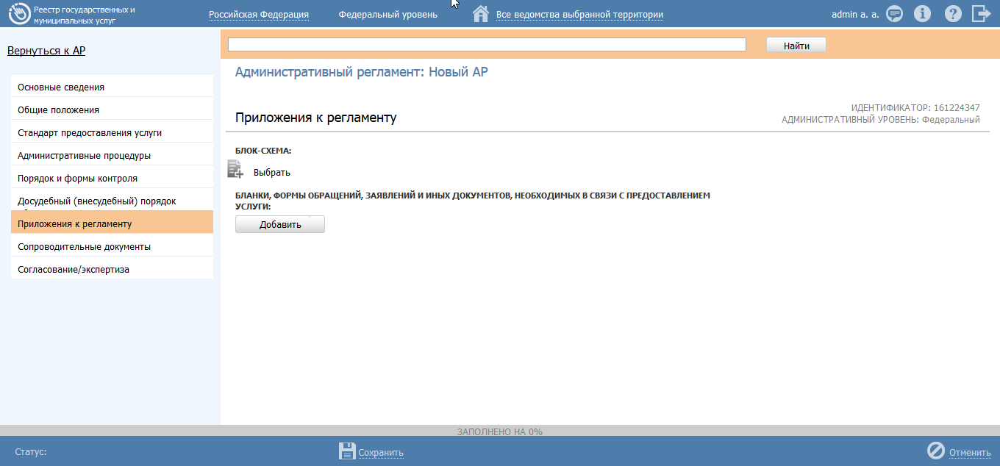 Реестр государственных и
муниципальных услуг
Российская Федерация
Федеральный уровень
Все ведомства выбранной территории
admin a. a.
Вернуться к АР
Найти
Административный регламент: Новый АР
Основные сведения
Общие положения
Стандарт предоставления услуги
Административные процедуры
Порядок и формы контроля
Досудебный (внесудебный) порядок
Приложения к регламенту
Сопроводительные документы
Согласование/экспертиза
ИДЕНТИФИКАТОР: 161224347
АДМИНИСТРАТИВНЫЙ УРОВЕНЬ: Федеральный
Приложения к регламенту
БЛОК-СХЕМА:
Выбрать
БЛАНКИ, ФОРМЫ ОБРАЩЕНИЙ, ЗАЯВЛЕНИЙ И ИНЫХ ДОКУМЕНТОВ, НЕОБХОДИМЫХ В СВЯЗИ С ПРЕДОСТАВЛЕНИЕМ
УСЛУГИ:
Добавить
ЗАПОЛНЕНО НА 0%
Статус:
Сохранить
Отменить